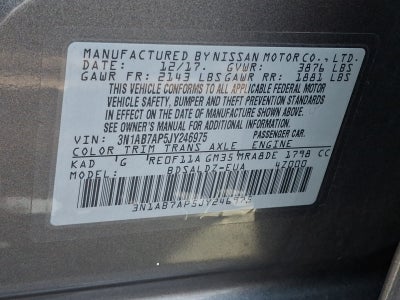 MANUFACTURED BY NISSAN MOTOR CO., LTD.
DATE: 12/17. GVWR: 3876 LBS
GAWR FR: 2143 LBS GAWR RR: 1881 LBS
THIS VEHICLE CONFORMS TO ALL APPLICABLE FEDERAL MOTOR
VEHICLE SAFETY, BUMPER AND THEFT PREVENTION STANDARDS
IN EFFECT ON THE DATE OF MANUFACTURE SHOWN ABOVE.
SEE OWNER'S MANUAL FOR MORE INFORMATION.
VIN: 3N1AB7AP5JY246975 PASSENGER CAR.
COLOR TRIM TRANS AXLE ENGINE
KAD G RE0F11A GM35 MRA8DE 1798 CC
BDSALDZ-EUA 47000
3N1AB7AP5JY246975